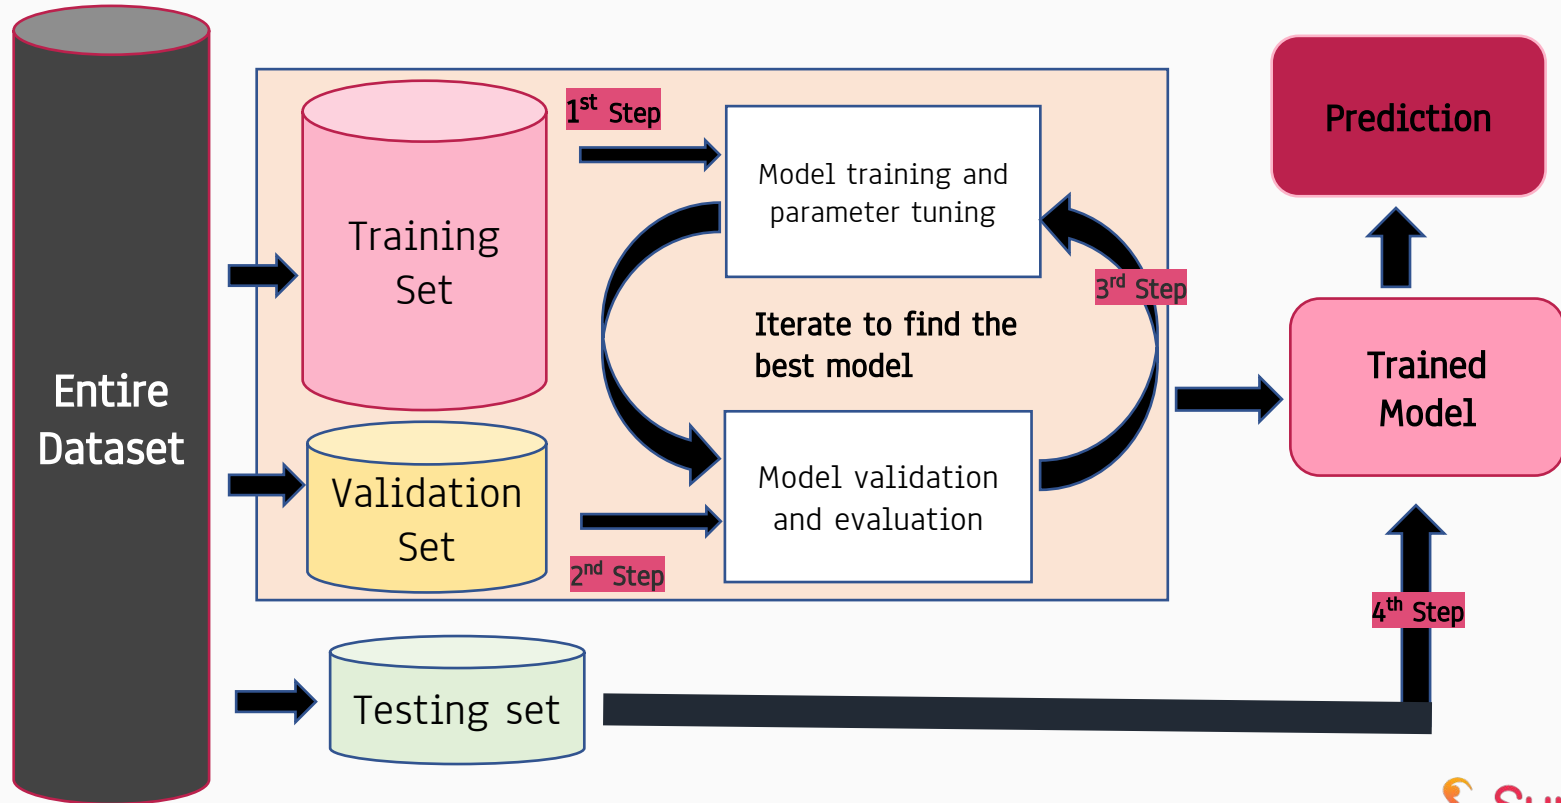 Entire
Dataset
Training
Set
Validation
Set
Testing set
1st Step
Model training and
parameter tuning
Iterate to find the
best model
3rd Step
Model validation
and evaluation
2nd Step
Prediction
Trained
Model
4th Step